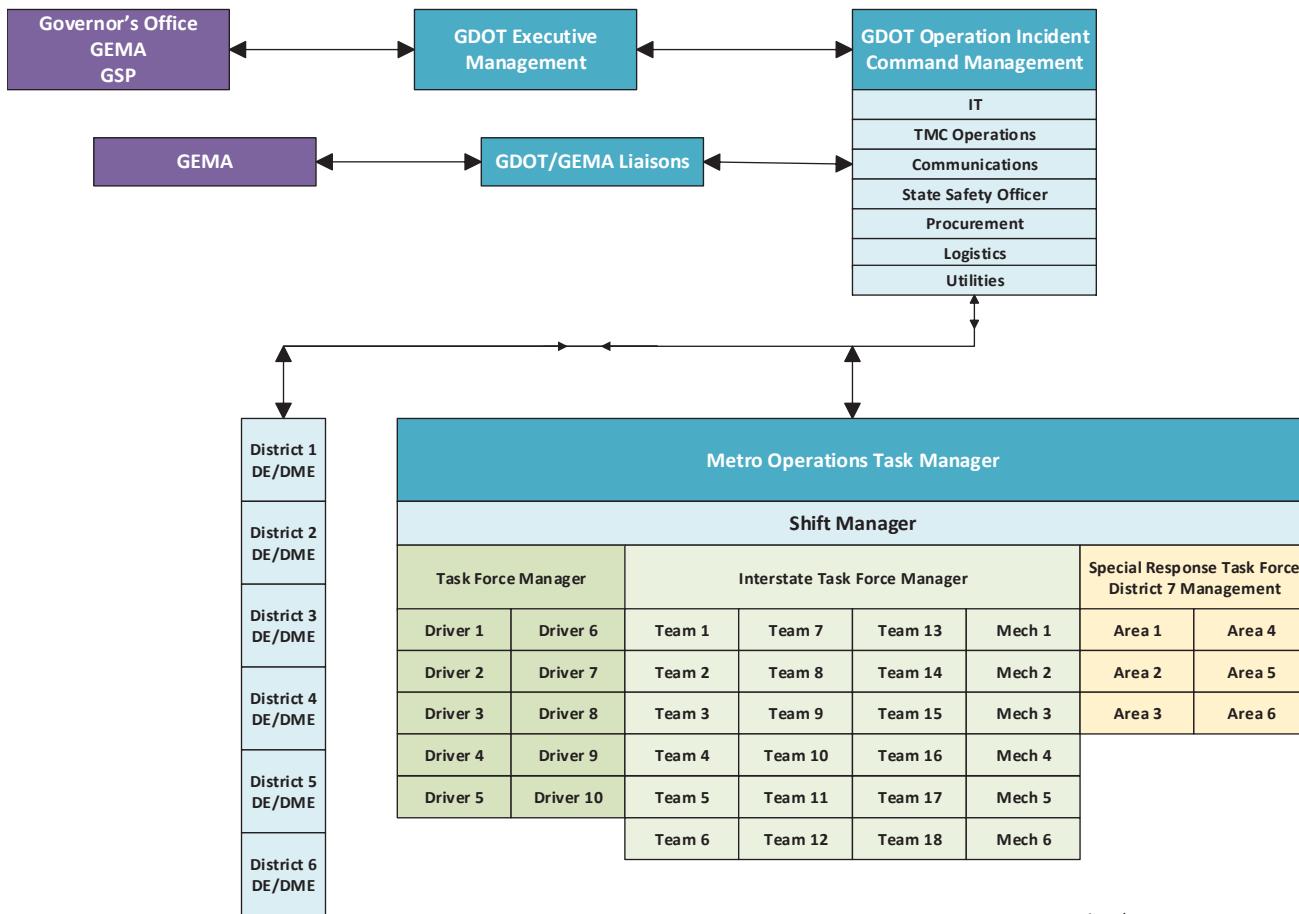 Governor's Office
GEMA
GSP
GDOT Executive
Management
GDOT Operation Incident
Command Management
IT
TMC Operations
Communications
State Safety Officer
Procurement
Logistics
Utilities
GEMA
GDOT/GEMA Liaisons
District 1
DE/DME
District 2
DE/DME
District 3
DE/DME
District 4
DE/DME
District 5
DE/DME
District 6
DE/DME
Metro Operations Task Manager
Shift Manager
Task Force Manager
Interstate Task Force Manager
Special Response Task Force
District 7 Management
Driver 1 Driver 6 Team 1 Team 7 Team 13 Mech 1 Area 1 Area 4
Driver 2 Driver 7 Team 2 Team 8 Team 14 Mech 2 Area 2 Area 5
Driver 3 Driver 8 Team 3 Team 9 Team 15 Mech 3 Area 3 Area 6
Driver 4 Driver 9 Team 4 Team 10 Team 16 Mech 4
Driver 5 Driver 10 Team 5 Team 11 Team 17 Mech 5
Team 6 Team 12 Team 18 Mech 6